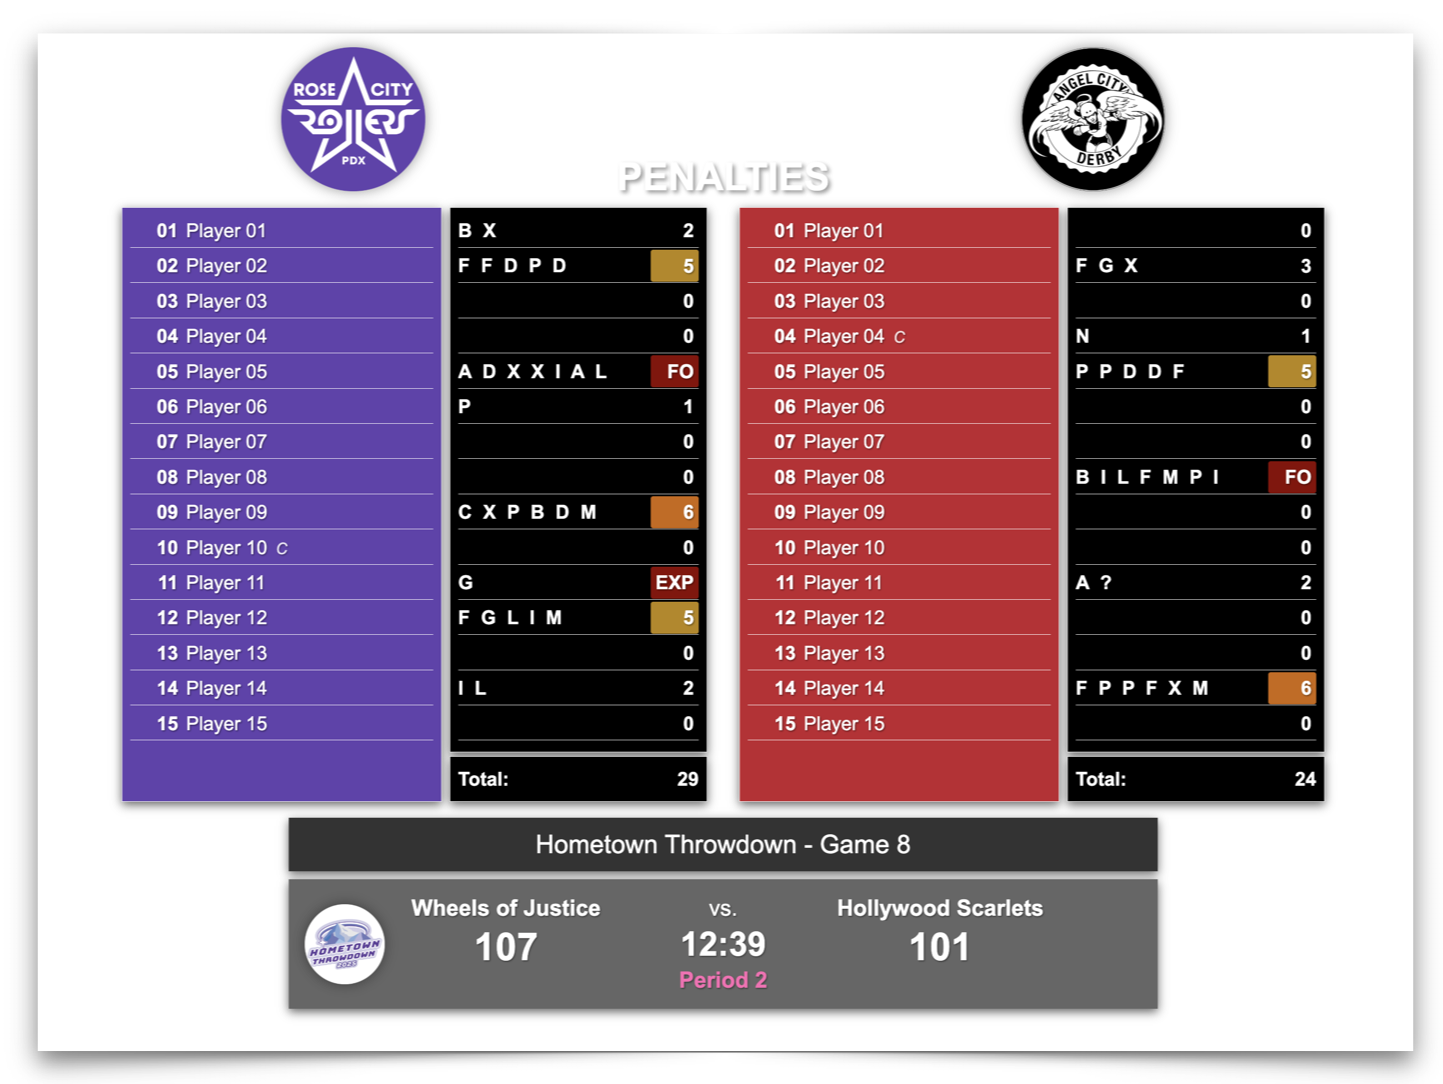 ROSE CITY
ROLLERS
PDX
ANGEL CITY
DERBY
PENALTIES
01 Player 01 B X 2
02 Player 02 F F D P D 5
03 Player 03 0
04 Player 04 0
05 Player 05 A D X X I A L FO
06 Player 06 P 1
07 Player 07 0
08 Player 08 0
09 Player 09 C X P B D M 6
10 Player 10 C 0
11 Player 11 G EXP
12 Player 12 F G L I M 5
13 Player 13 0
14 Player 14 I L 2
15 Player 15 0
Total: 29
01 Player 01 0
02 Player 02 F G X 3
03 Player 03 0
04 Player 04 C N 1
05 Player 05 P P D D F 5
06 Player 06 0
07 Player 07 0
08 Player 08 B I L F M P I FO
09 Player 09 0
10 Player 10 0
11 Player 11 A ? 2
12 Player 12 0
13 Player 13 0
14 Player 14 F P P F X M 6
15 Player 15 0
Total: 24
Hometown Throwdown - Game 8
HOMETOWN
THROWDOWN
2025
Wheels of Justice vs. Hollywood Scarlets
107 12:39 101
Period 2